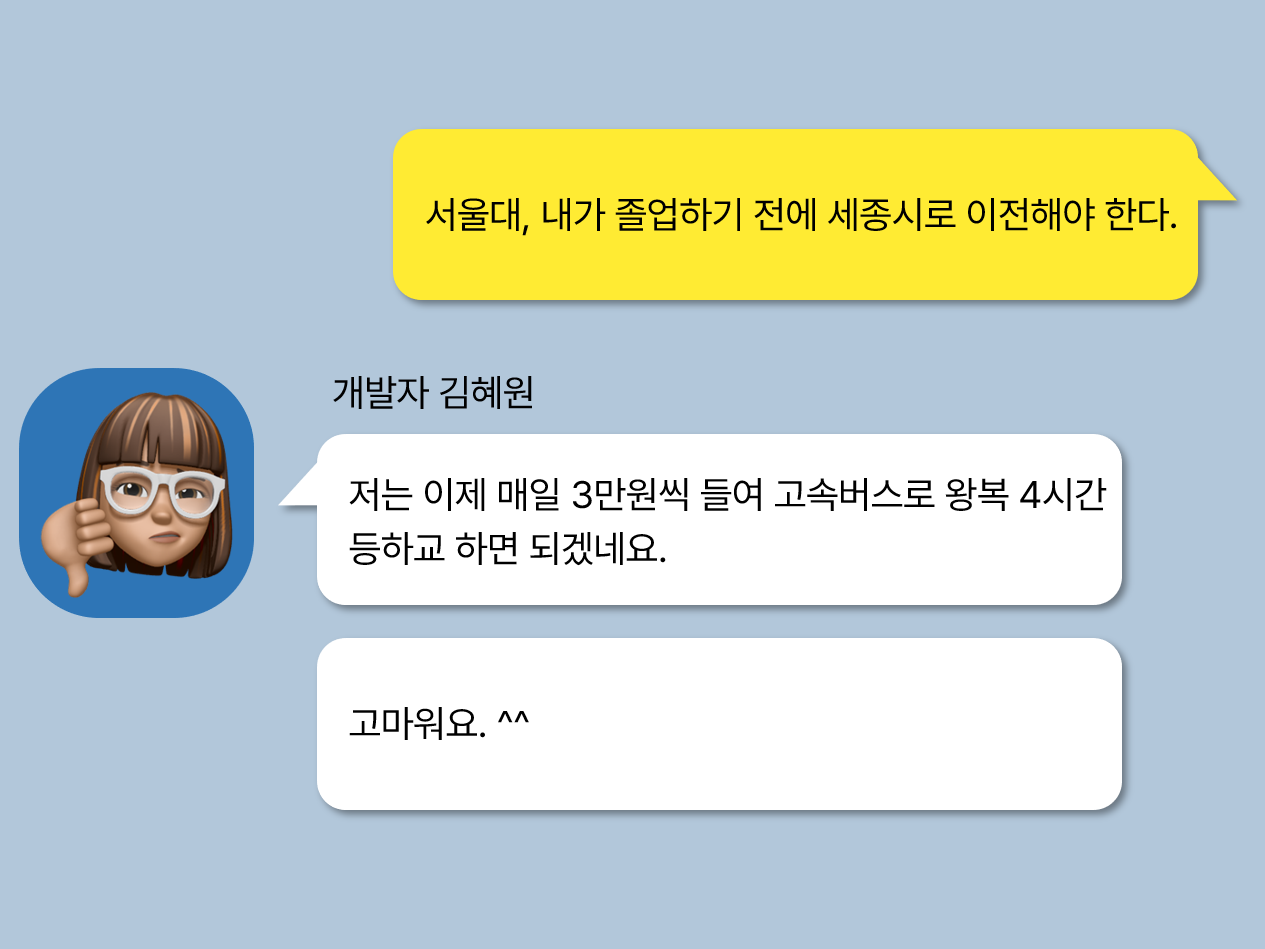 서울대, 내가 졸업하기 전에 세종시로 이전해야 한다.
개발자 김혜원
저는 이제 매일 3만원씩 들여 고속버스로 왕복 4시간
등하교 하면 되겠네요.
고마워요. ^^